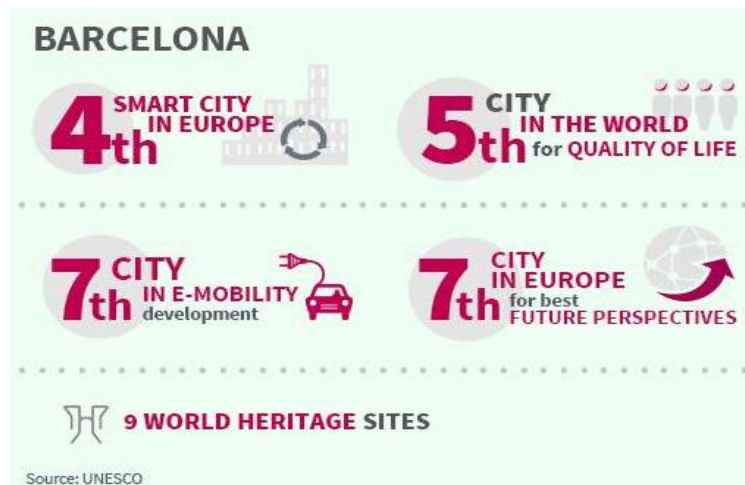 BARCELONA
4th SMART CITY
IN EUROPE
5th CITY
IN THE WORLD
for QUALITY OF LIFE
7th CITY
IN E-MOBILITY
development
7th CITY
IN EUROPE
for best
FUTURE PERSPECTIVES
9 WORLD HERITAGE SITES
Source: UNESCO